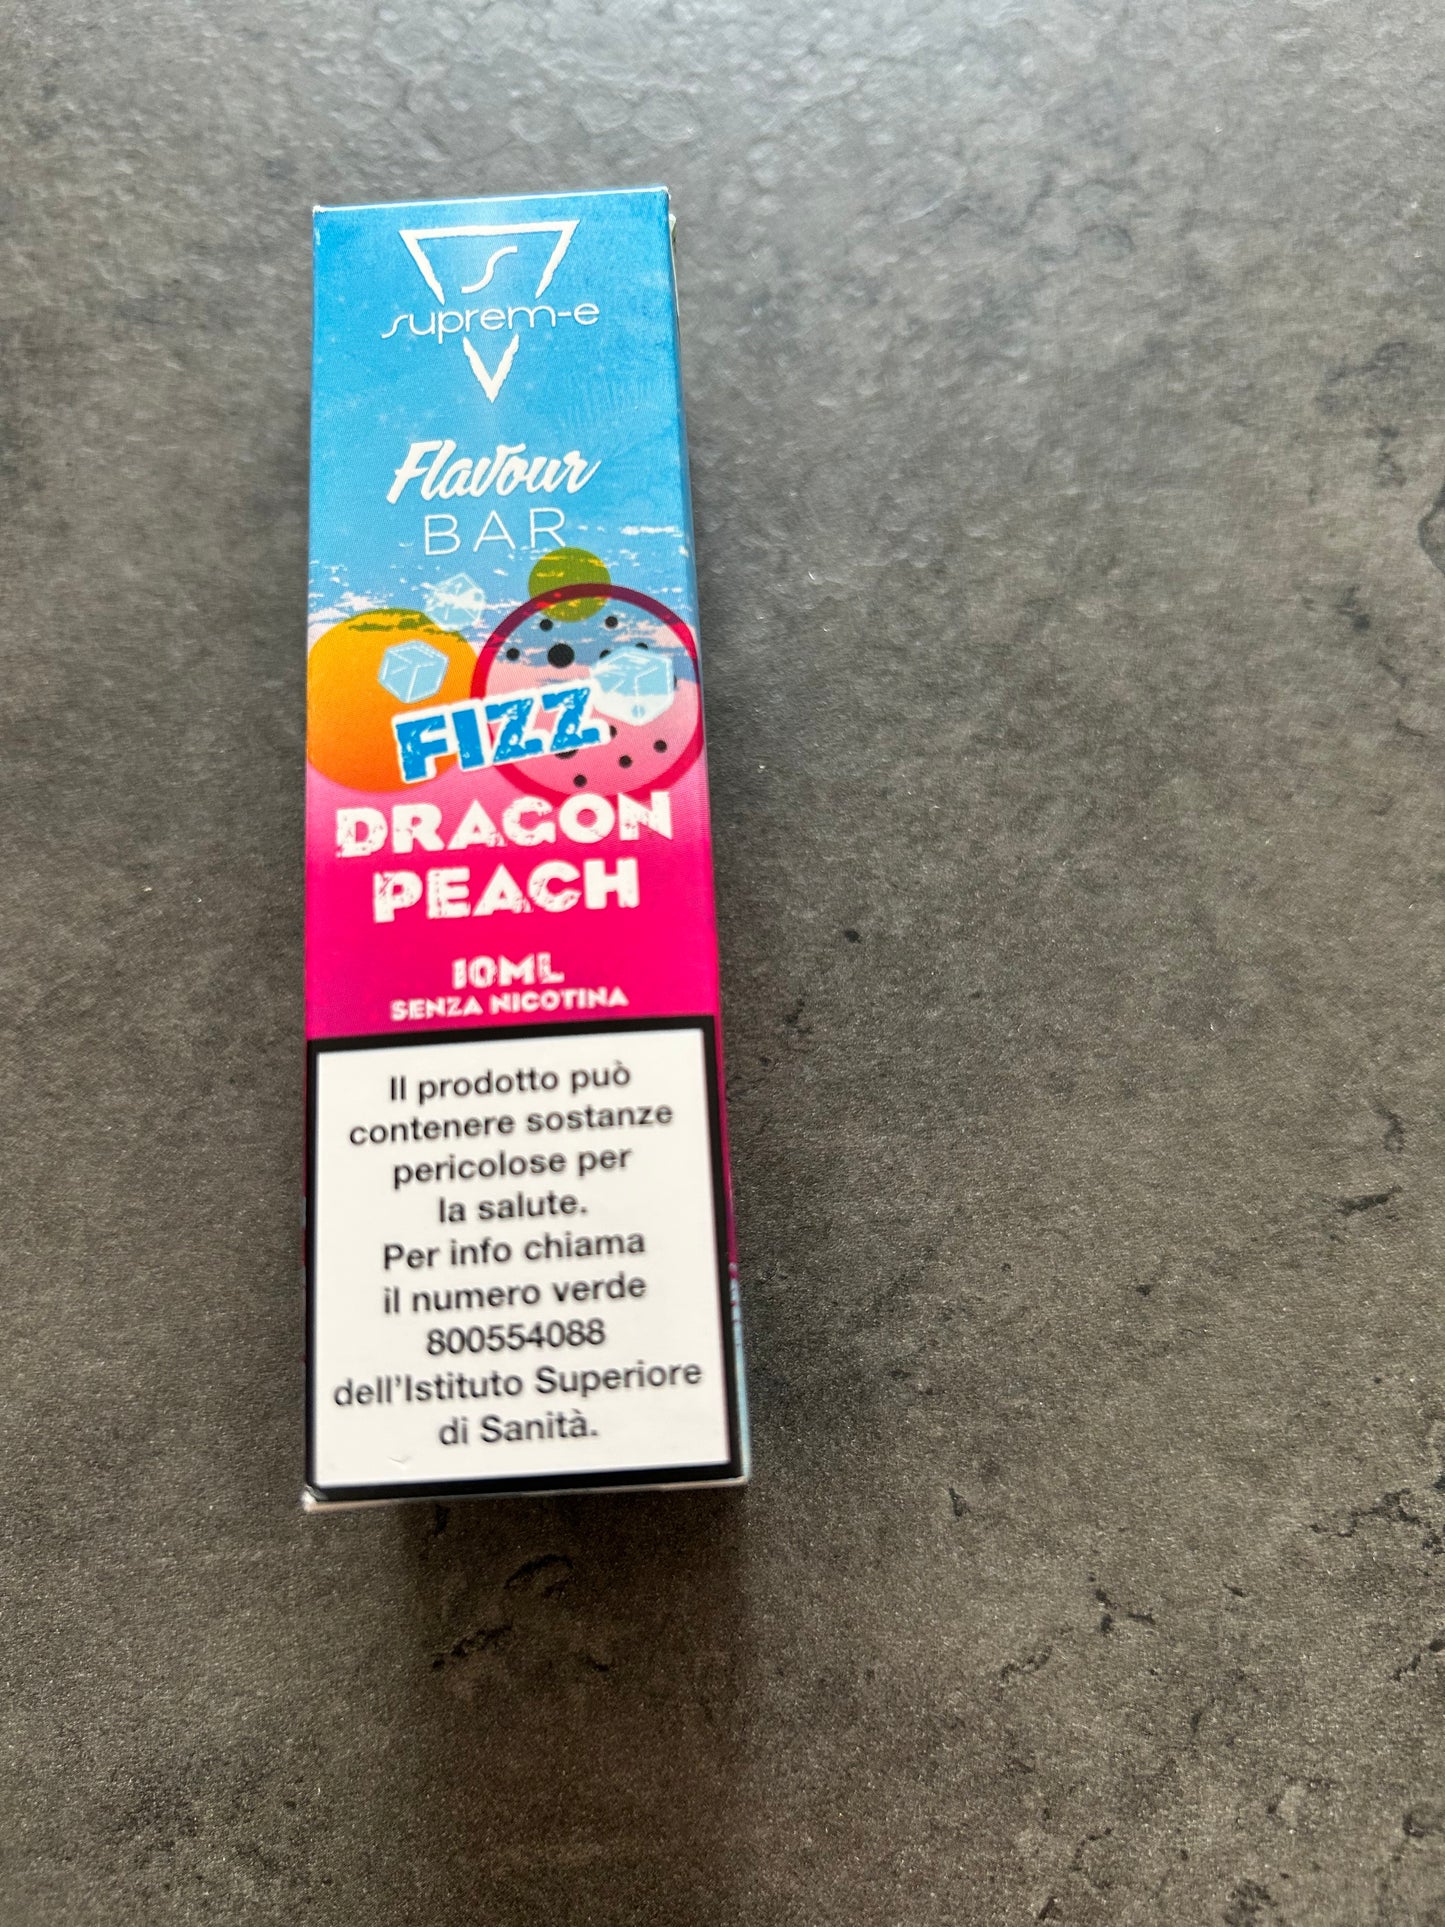 S
suprem-e
Flavour
BAR
FIZZ
DRAGON
PEACH
10ML
SENZA NICOTINA
Il prodotto può
contenere sostanze
pericolose per
la salute.
Per info chiama
il numero verde
800554088
dell'Istituto Superiore
di Sanità.